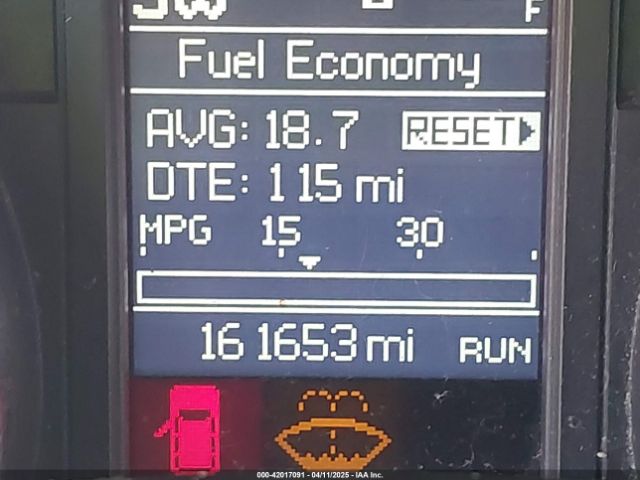 SW F
Fuel Economy
AVG: 18.7 RESET
DTE: 115 mi
MPG 15 30
161653 mi RUN
000-42017091 - 04/11/2025 - IAA Inc.